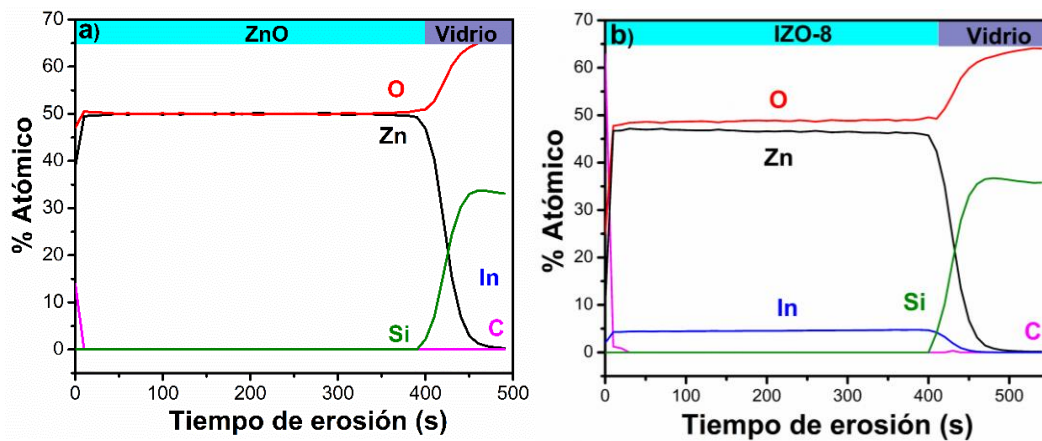 a) ZnO Vidrio
% Atómico
65
60
50
40
30
20
10
0
O
Zn
In
Si C
0 100 200 300 400 500
Tiempo de erosión (s)
b) IZO-8 Vidrio
% Atómico
70
60
50
40
30
20
10
0
O
Zn
Si
In
C
0 100 200 300 400 500
Tiempo de erosión (s)